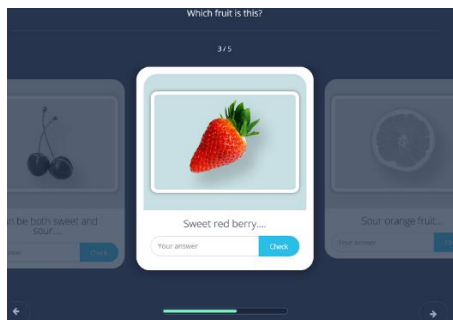 Which fruit is this?
3 / 5
n be both sweet and
sour....
Check
Sweet red berry....
Your answer
Check
Sour orange fruit...
Your answer